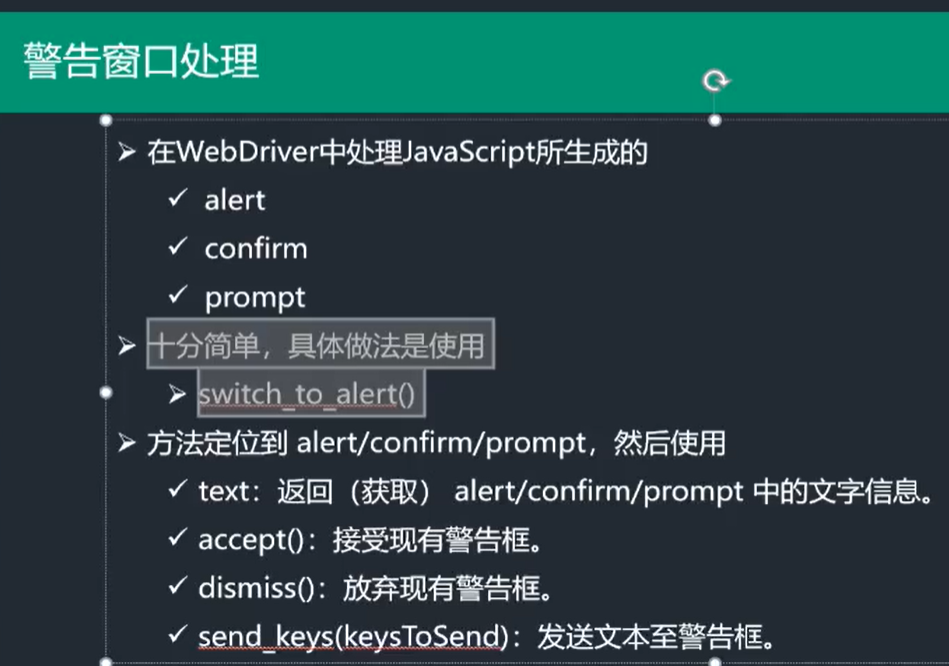 警告窗口处理
在WebDriver中处理JavaScript所生成的
alert
confirm
prompt
十分简单，具体做法是使用
switch_to_alert()
方法定位到 alert/confirm/prompt，然后使用
text：返回（获取） alert/confirm/prompt 中的文字信息。
accept()：接受现有警告框。
dismiss()：放弃现有警告框。
send_keys(keysToSend)：发送文本至警告框。